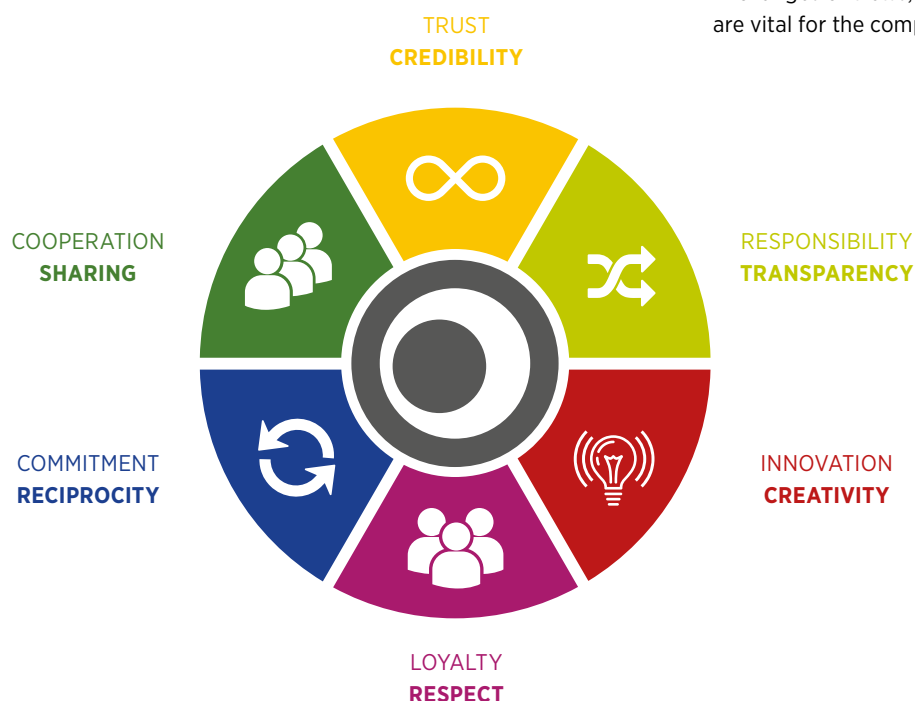 are vital for the comp
TRUST
CREDIBILITY
COOPERATION
SHARING
RESPONSIBILITY
TRANSPARENCY
COMMITMENT
RECIPROCITY
INNOVATION
CREATIVITY
LOYALTY
RESPECT